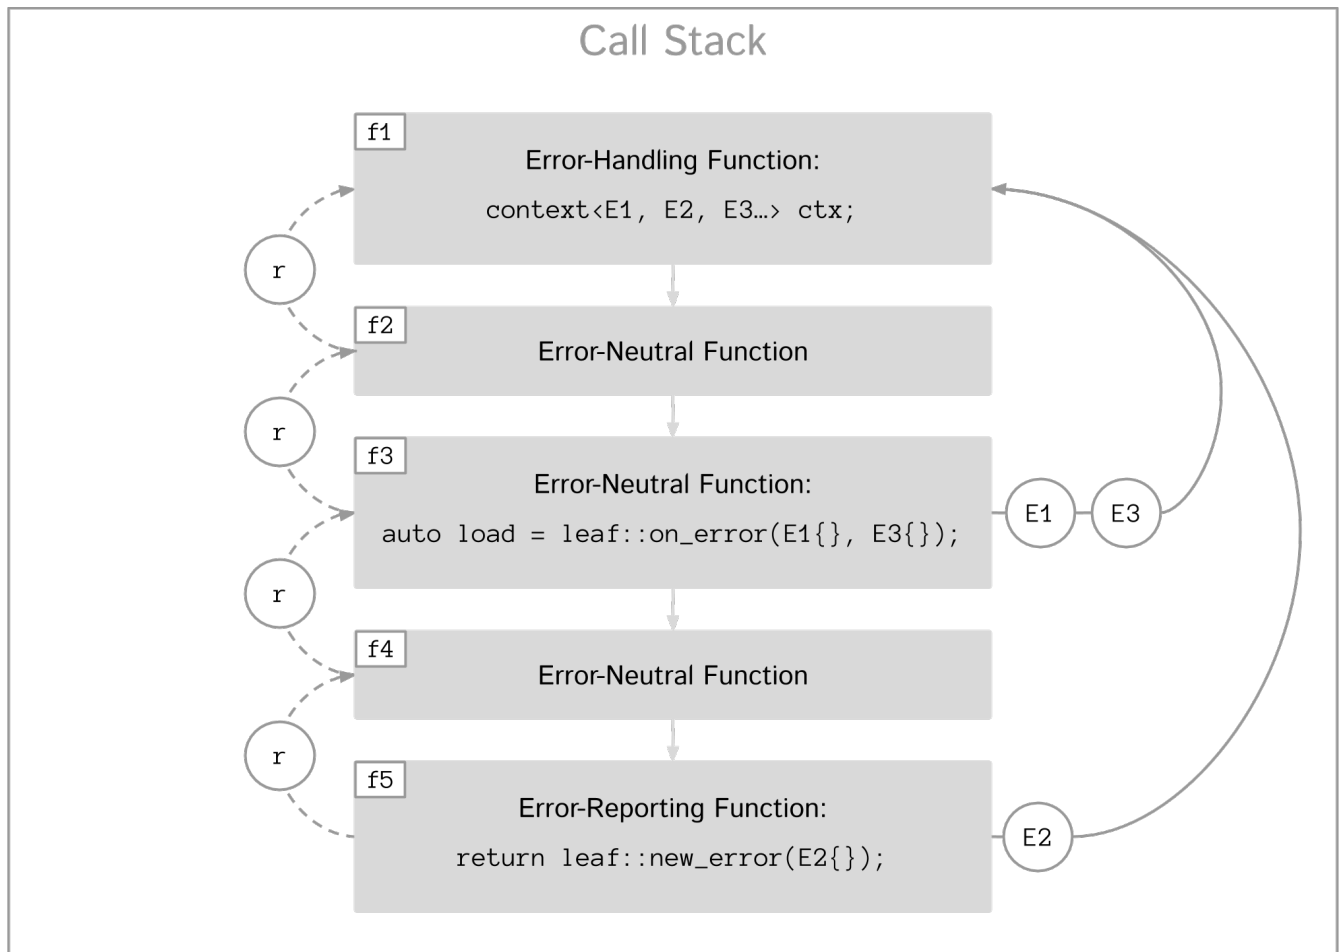 Call Stack
f1
Error-Handling Function:
context<E1, E2, E3…> ctx;
r
f2
Error-Neutral Function
r
f3
Error-Neutral Function:
auto load = leaf::on_error(E1{}, E3{});
E1
E3
r
f4
Error-Neutral Function
r
f5
Error-Reporting Function:
return leaf::new_error(E2{});
E2